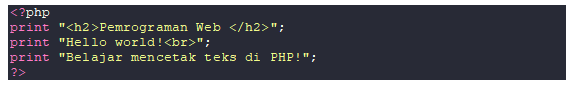 <?php
print "<h2>Pemrograman Web </h2>";
print "Hello world!<br>";
print "Belajar mencetak teks di PHP!";
?>